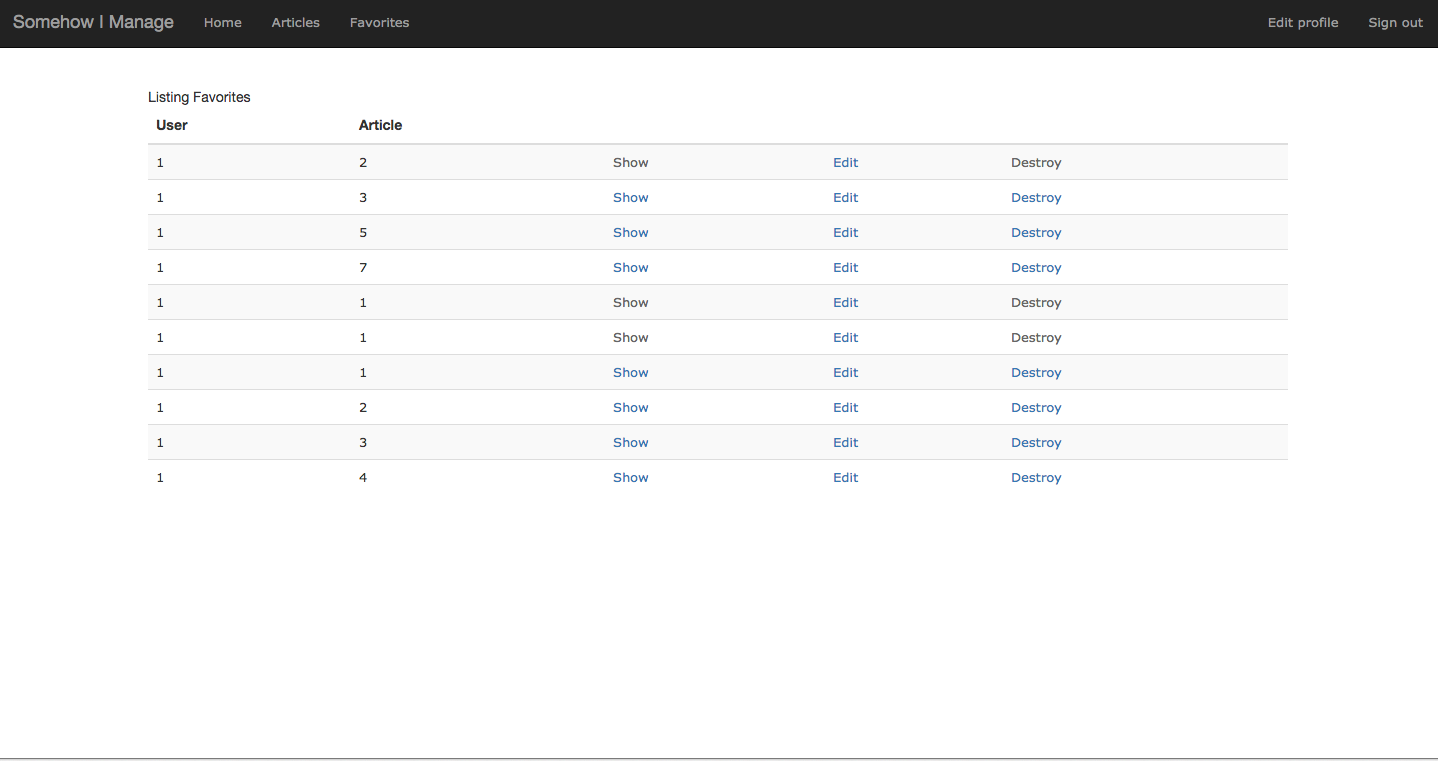 Somehow I Manage Home Articles Favorites Edit profile Sign out
Listing Favorites
User Article
1 2 Show Edit Destroy
1 3 Show Edit Destroy
1 5 Show Edit Destroy
1 7 Show Edit Destroy
1 1 Show Edit Destroy
1 1 Show Edit Destroy
1 1 Show Edit Destroy
1 2 Show Edit Destroy
1 3 Show Edit Destroy
1 4 Show Edit Destroy